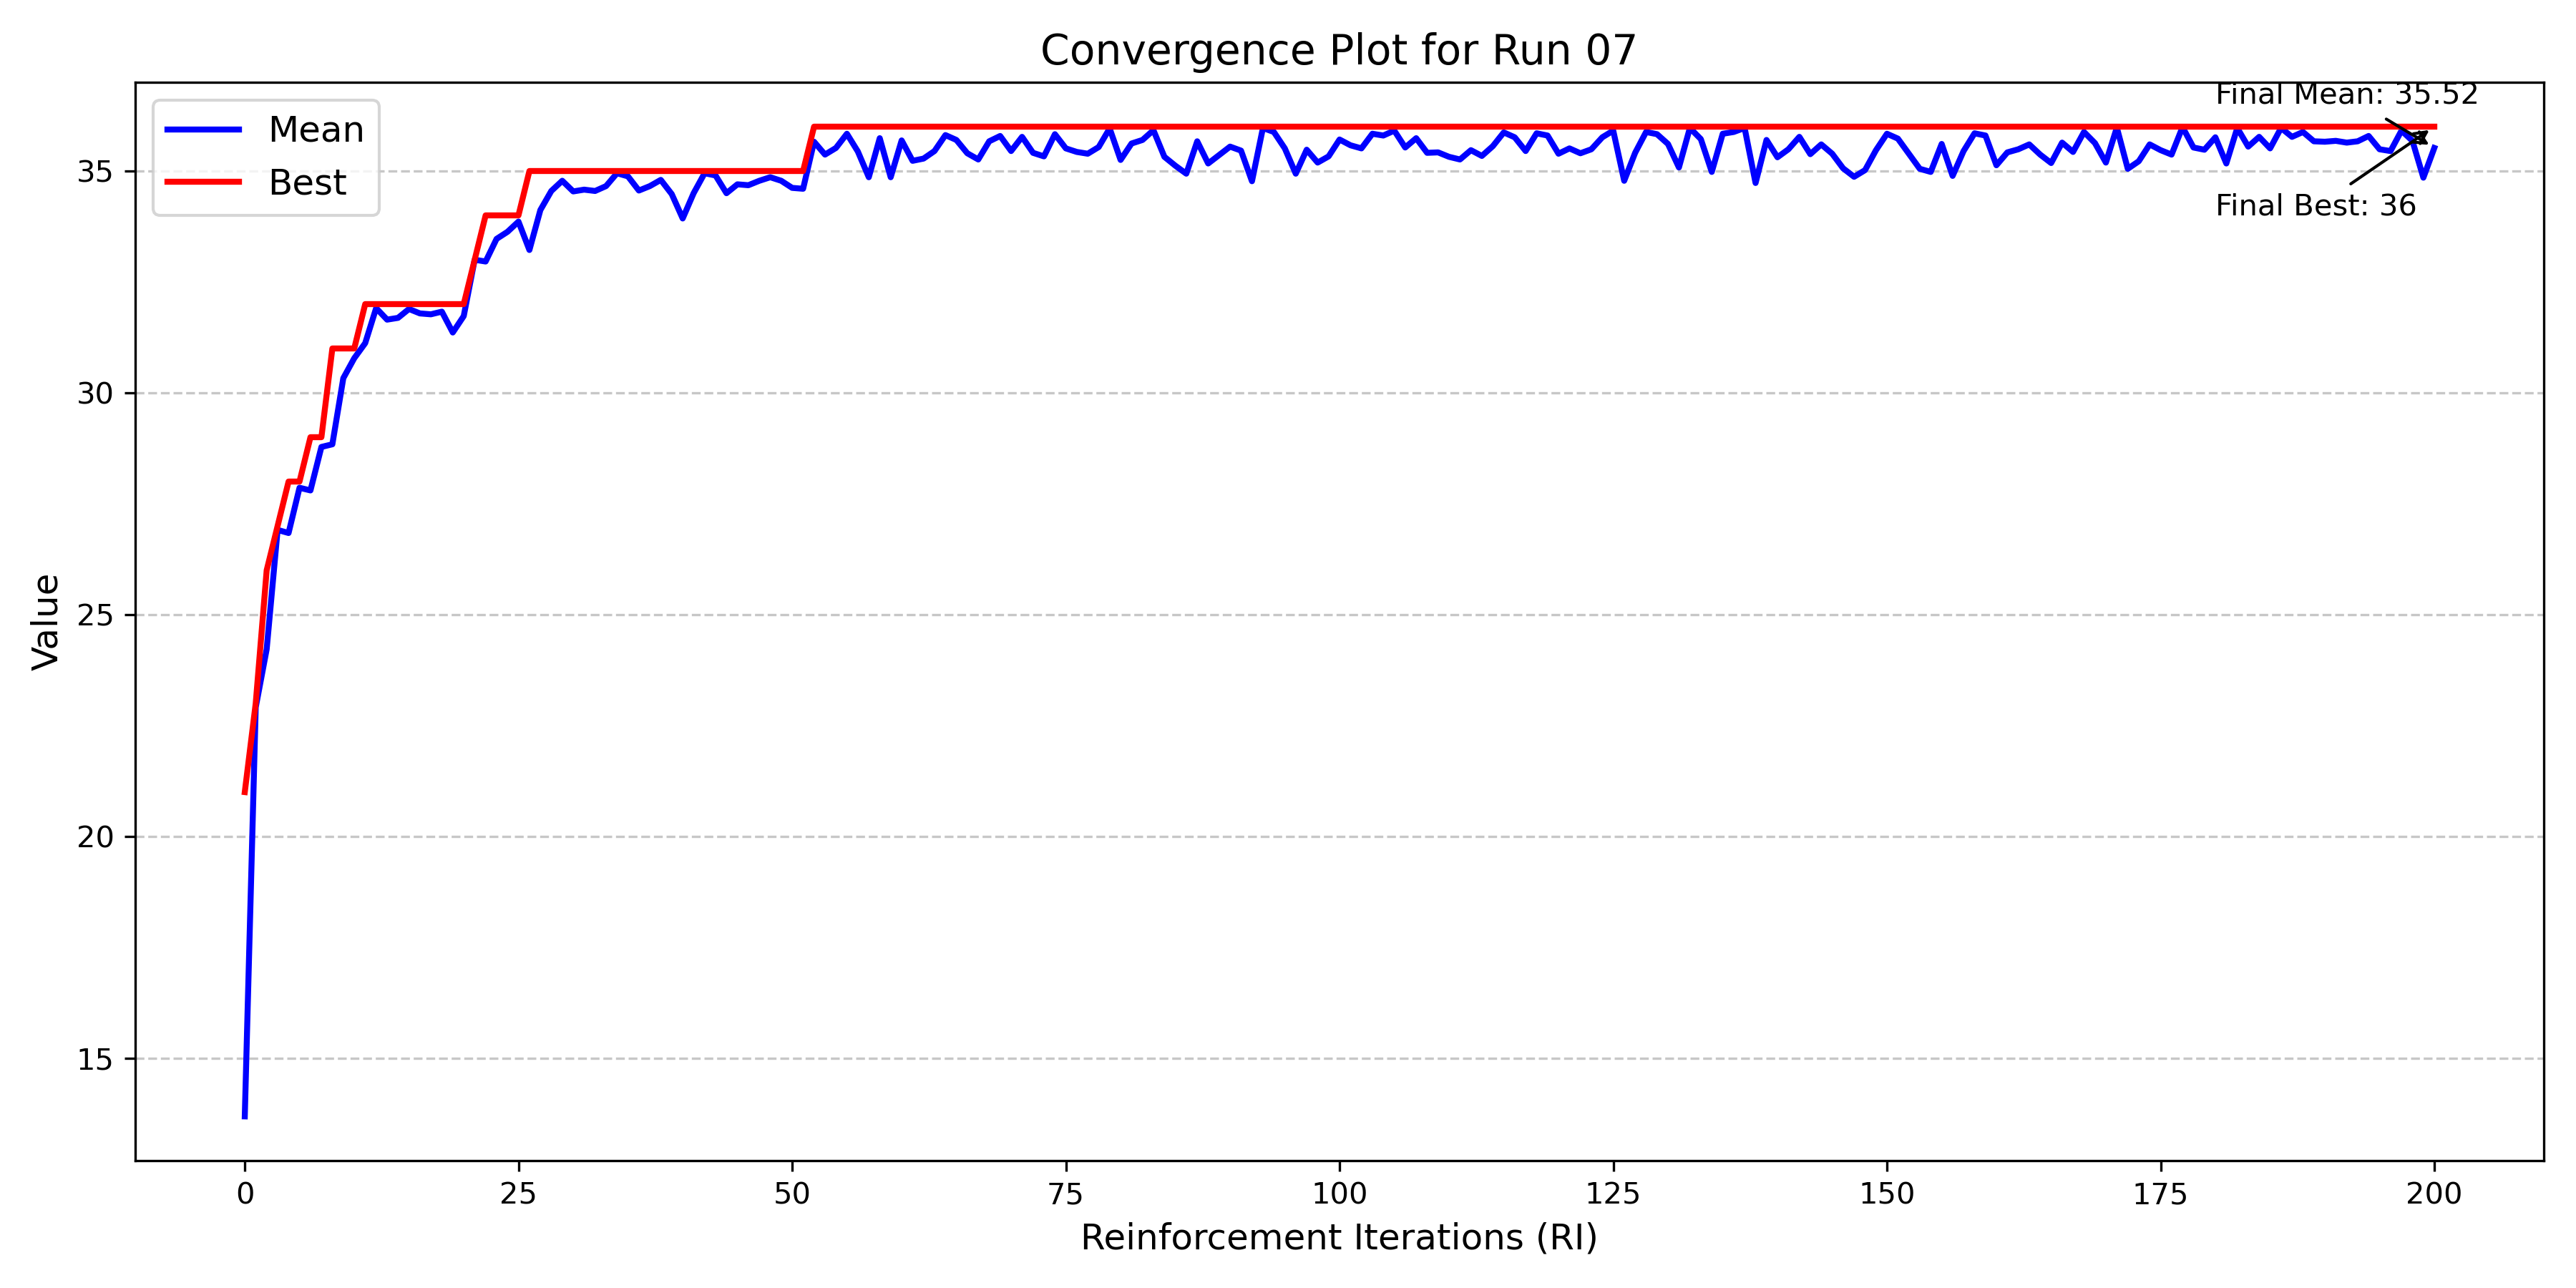 Convergence Plot for Run 07
Mean
Best
Final Mean: 35.52
Final Best: 36
Value
35
30
25
20
15
0 25 50 75 100 125 150 175 200
Reinforcement Iterations (RI)